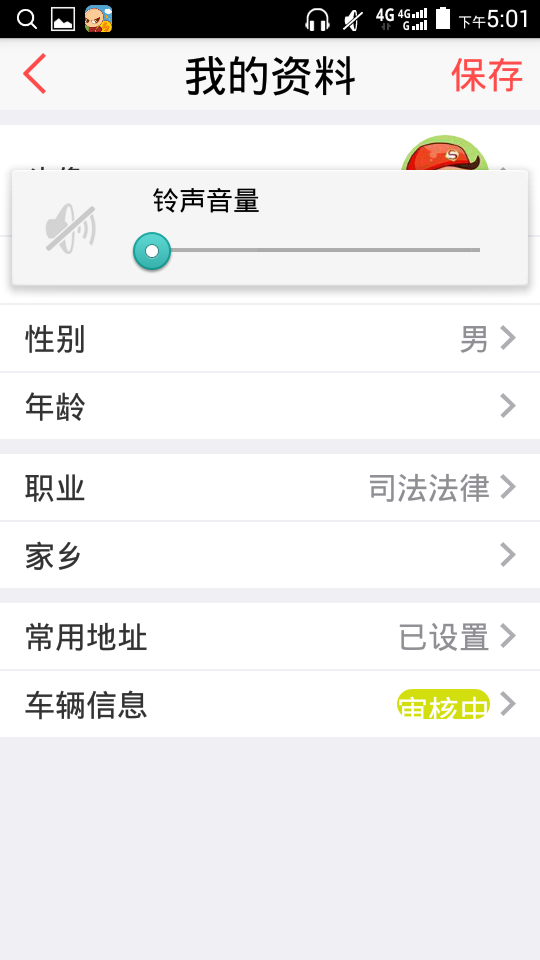 4G 4G G 下午5:01
我的资料 保存
铃声音量
性别 男
年龄
职业 司法法律
家乡
常用地址 已设置
车辆信息 审核中